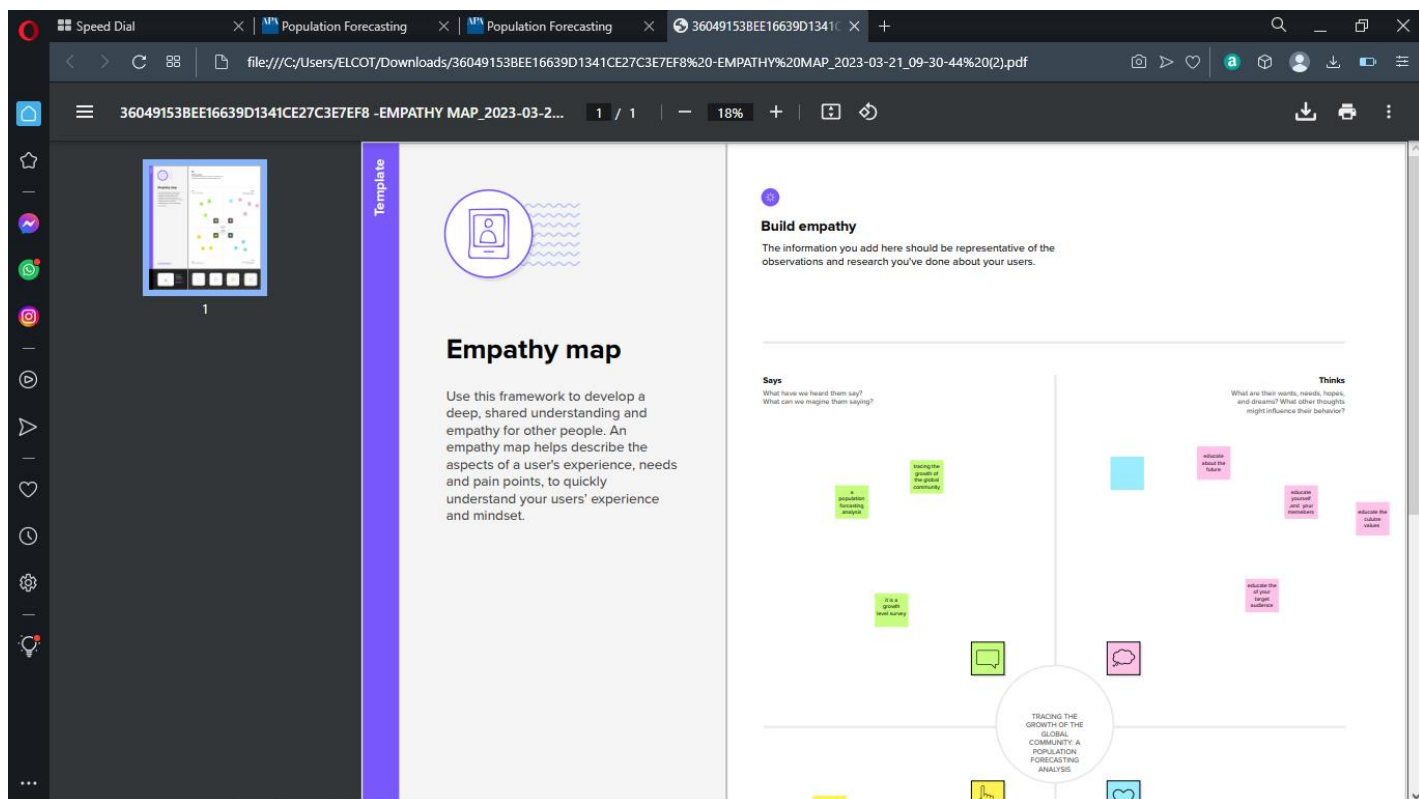 Speed Dial
Population Forecasting
Population Forecasting
36049153BEE16639D1341C
file:///C:/Users/ELCOT/Downloads/36049153BEE16639D1341CE27C3E7EF8%20-EMPATHY%20MAP_2023-03-21_09-30-44%20(2).pdf
36049153BEE16639D1341CE27C3E7EF8 -EMPATHY MAP_2023-03-2...
1 / 1
18%
1
Template
Empathy map
Use this framework to develop a
deep, shared understanding and
empathy for other people. An
empathy map helps describe the
aspects of a user's experience, needs
and pain points, to quickly
understand your users' experience
and mindset.
Build empathy
The information you add here should be representative of the
observations and research you've done about your users.
Says
What have we heard them say?
What can we magine them saying?
Thinks
What are their wants, needs, hopes,
and dreams? What other thoughts
might influence their behavior?
tracing the
growth of
the global
community
a
population
forcasting
analysis
it is a
growth
level survey
educate
about the
future
educate
yourself
and your
educate the
values
educate the
of your
target
audience
TRACING THE
GROWTH OF THE
GLOBAL
COMMUNITY: A
POPULATION
FORECASTING
ANALYSIS